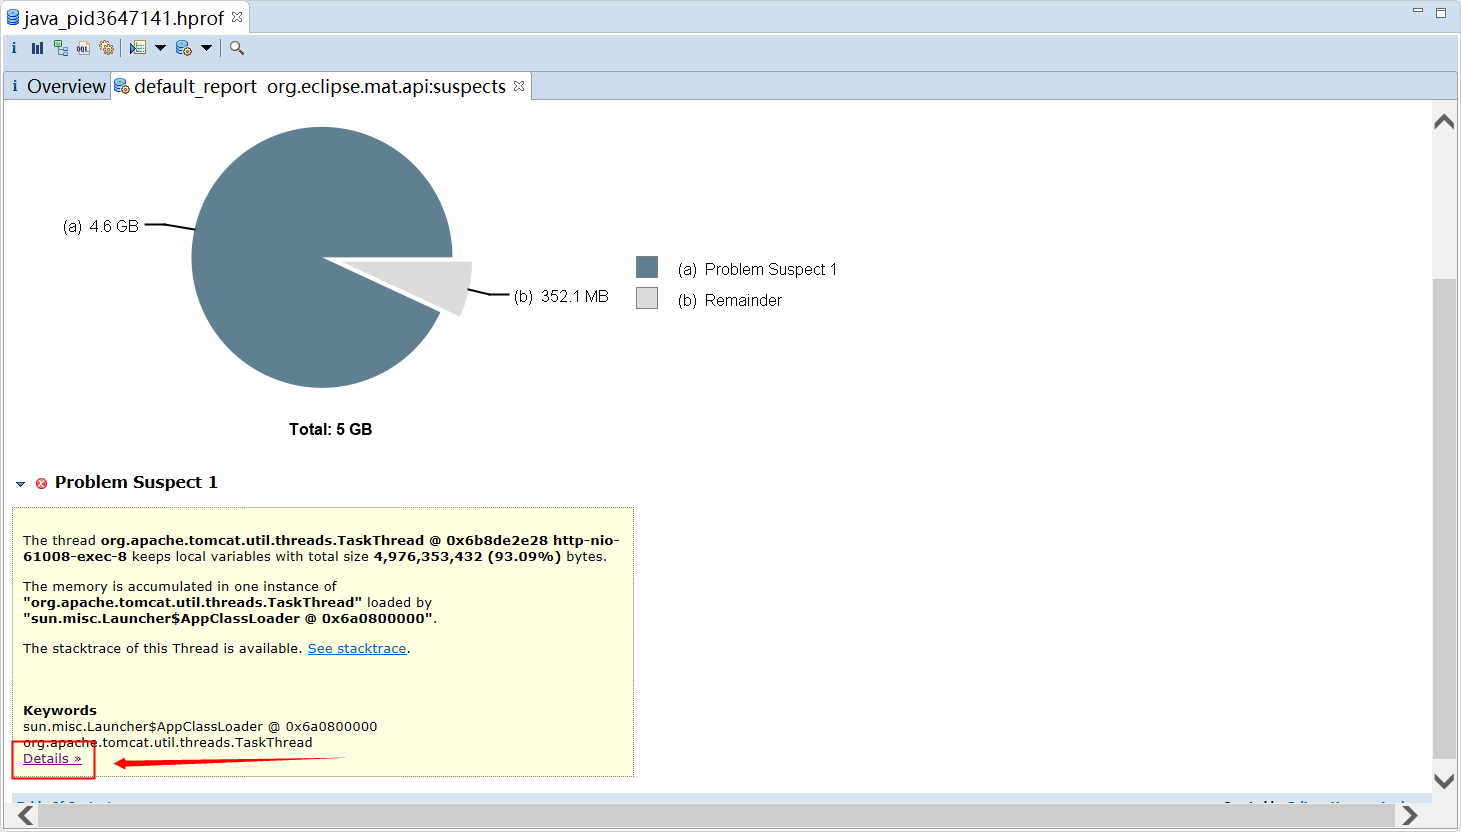 java_pid3647141.hprof
Overview
default_report org.eclipse.mat.api:suspects
(a) 4.6 GB
(b) 352.1 MB
(a) Problem Suspect 1
(b) Remainder
Total: 5 GB
Problem Suspect 1
The thread org.apache.tomcat.util.threads.TaskThread @ 0x6b8de2e28 http-nio-
61008-exec-8 keeps local variables with total size 4,976,353,432 (93.09%) bytes.
The memory is accumulated in one instance of
"org.apache.tomcat.util.threads.TaskThread" loaded by
"sun.misc.Launcher$AppClassLoader @ 0x6a0800000".
The stacktrace of this Thread is available. See stacktrace.
Keywords
sun.misc.Launcher$AppClassLoader @ 0x6a0800000
org.apache.tomcat.util.threads.TaskThread
Details »